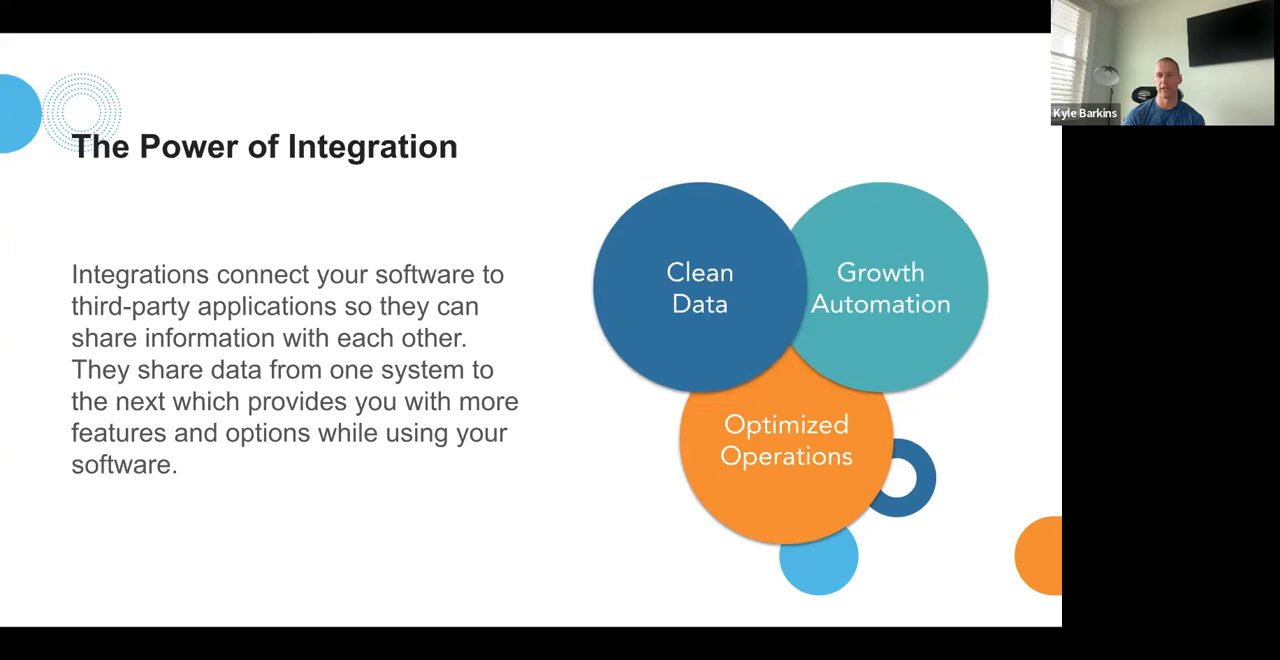 Kyle Barkins
The Power of Integration
Integrations connect your software to
third-party applications so they can
share information with each other.
They share data from one system to
the next which provides you with more
features and options while using your
software.
Clean
Data
Growth
Automation
Optimized
Operations